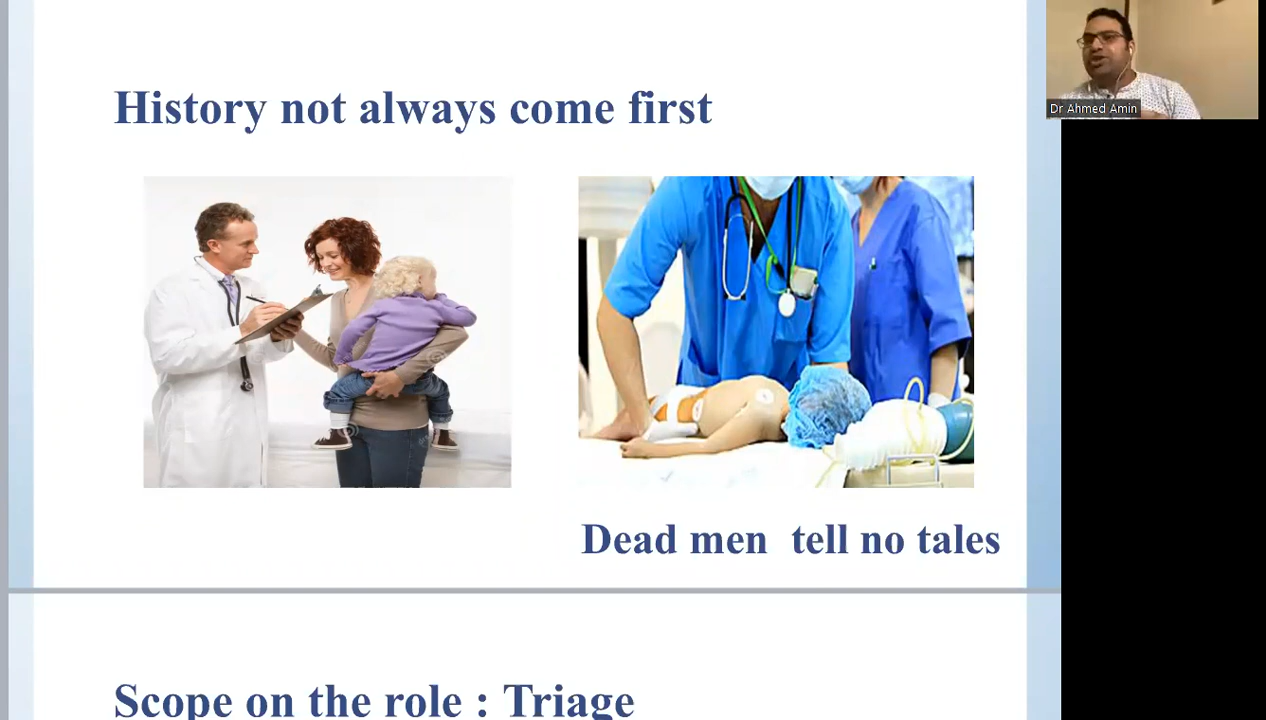 History not always come first
Dr Ahmed Amin
Dead men tell no tales
Scope on the role : Triage